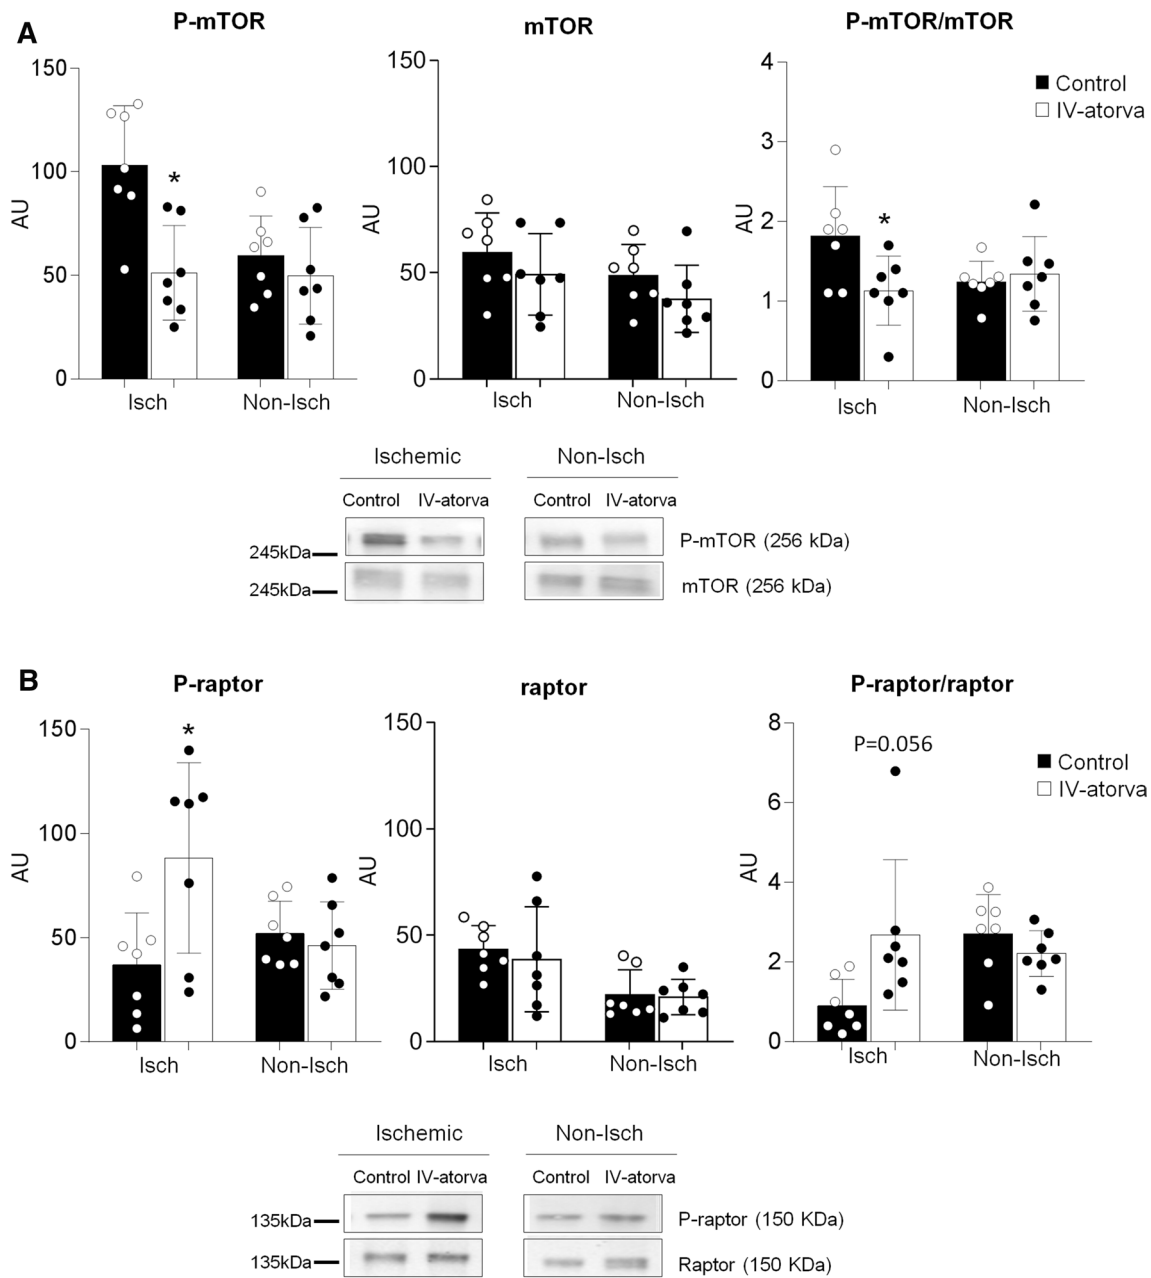 A
P-mTOR
mTOR
P-mTOR/mTOR
150
100
50
0
AU
*
Isch
Non-Isch
150
100
50
0
AU
Isch
Non-Isch
4
3
2
1
0
AU
*
Isch
Non-Isch
Control
IV-atorva
Ischemic
Non-Isch
Control
IV-atorva
Control
IV-atorva
245kDa
P-mTOR (256 kDa)
245kDa
mTOR (256 kDa)
B
P-raptor
raptor
P-raptor/raptor
150
100
50
0
AU
*
Isch
Non-Isch
150
100
50
0
AU
Isch
Non-Isch
8
6
4
2
0
AU
P=0.056
Isch
Non-Isch
Control
IV-atorva
Ischemic
Non-Isch
Control IV-atorva
Control
IV-atorva
135kDa
P-raptor (150 KDa)
135kDa
Raptor (150 KDa)